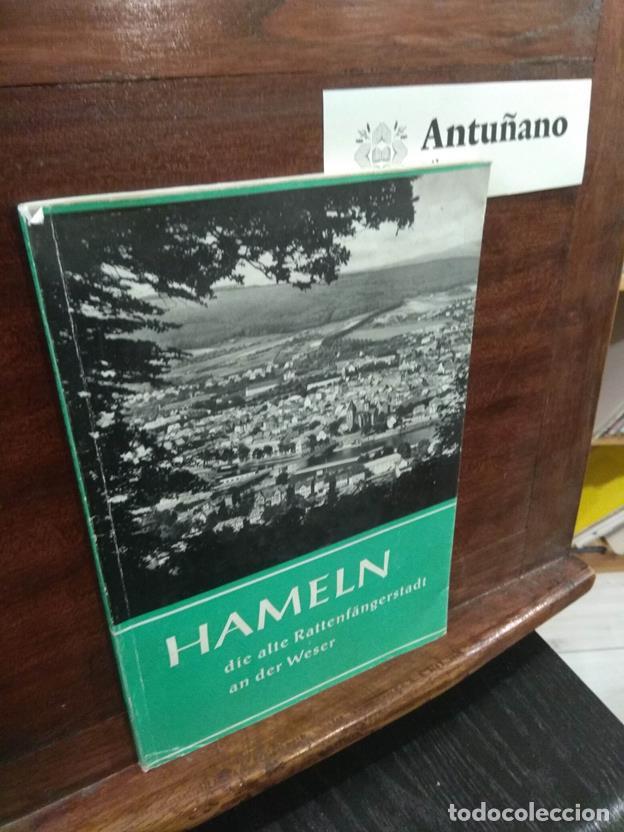 Antuñano
HAMELN
die alte Rattenfängerstadt
an der Weser
todocoleccion